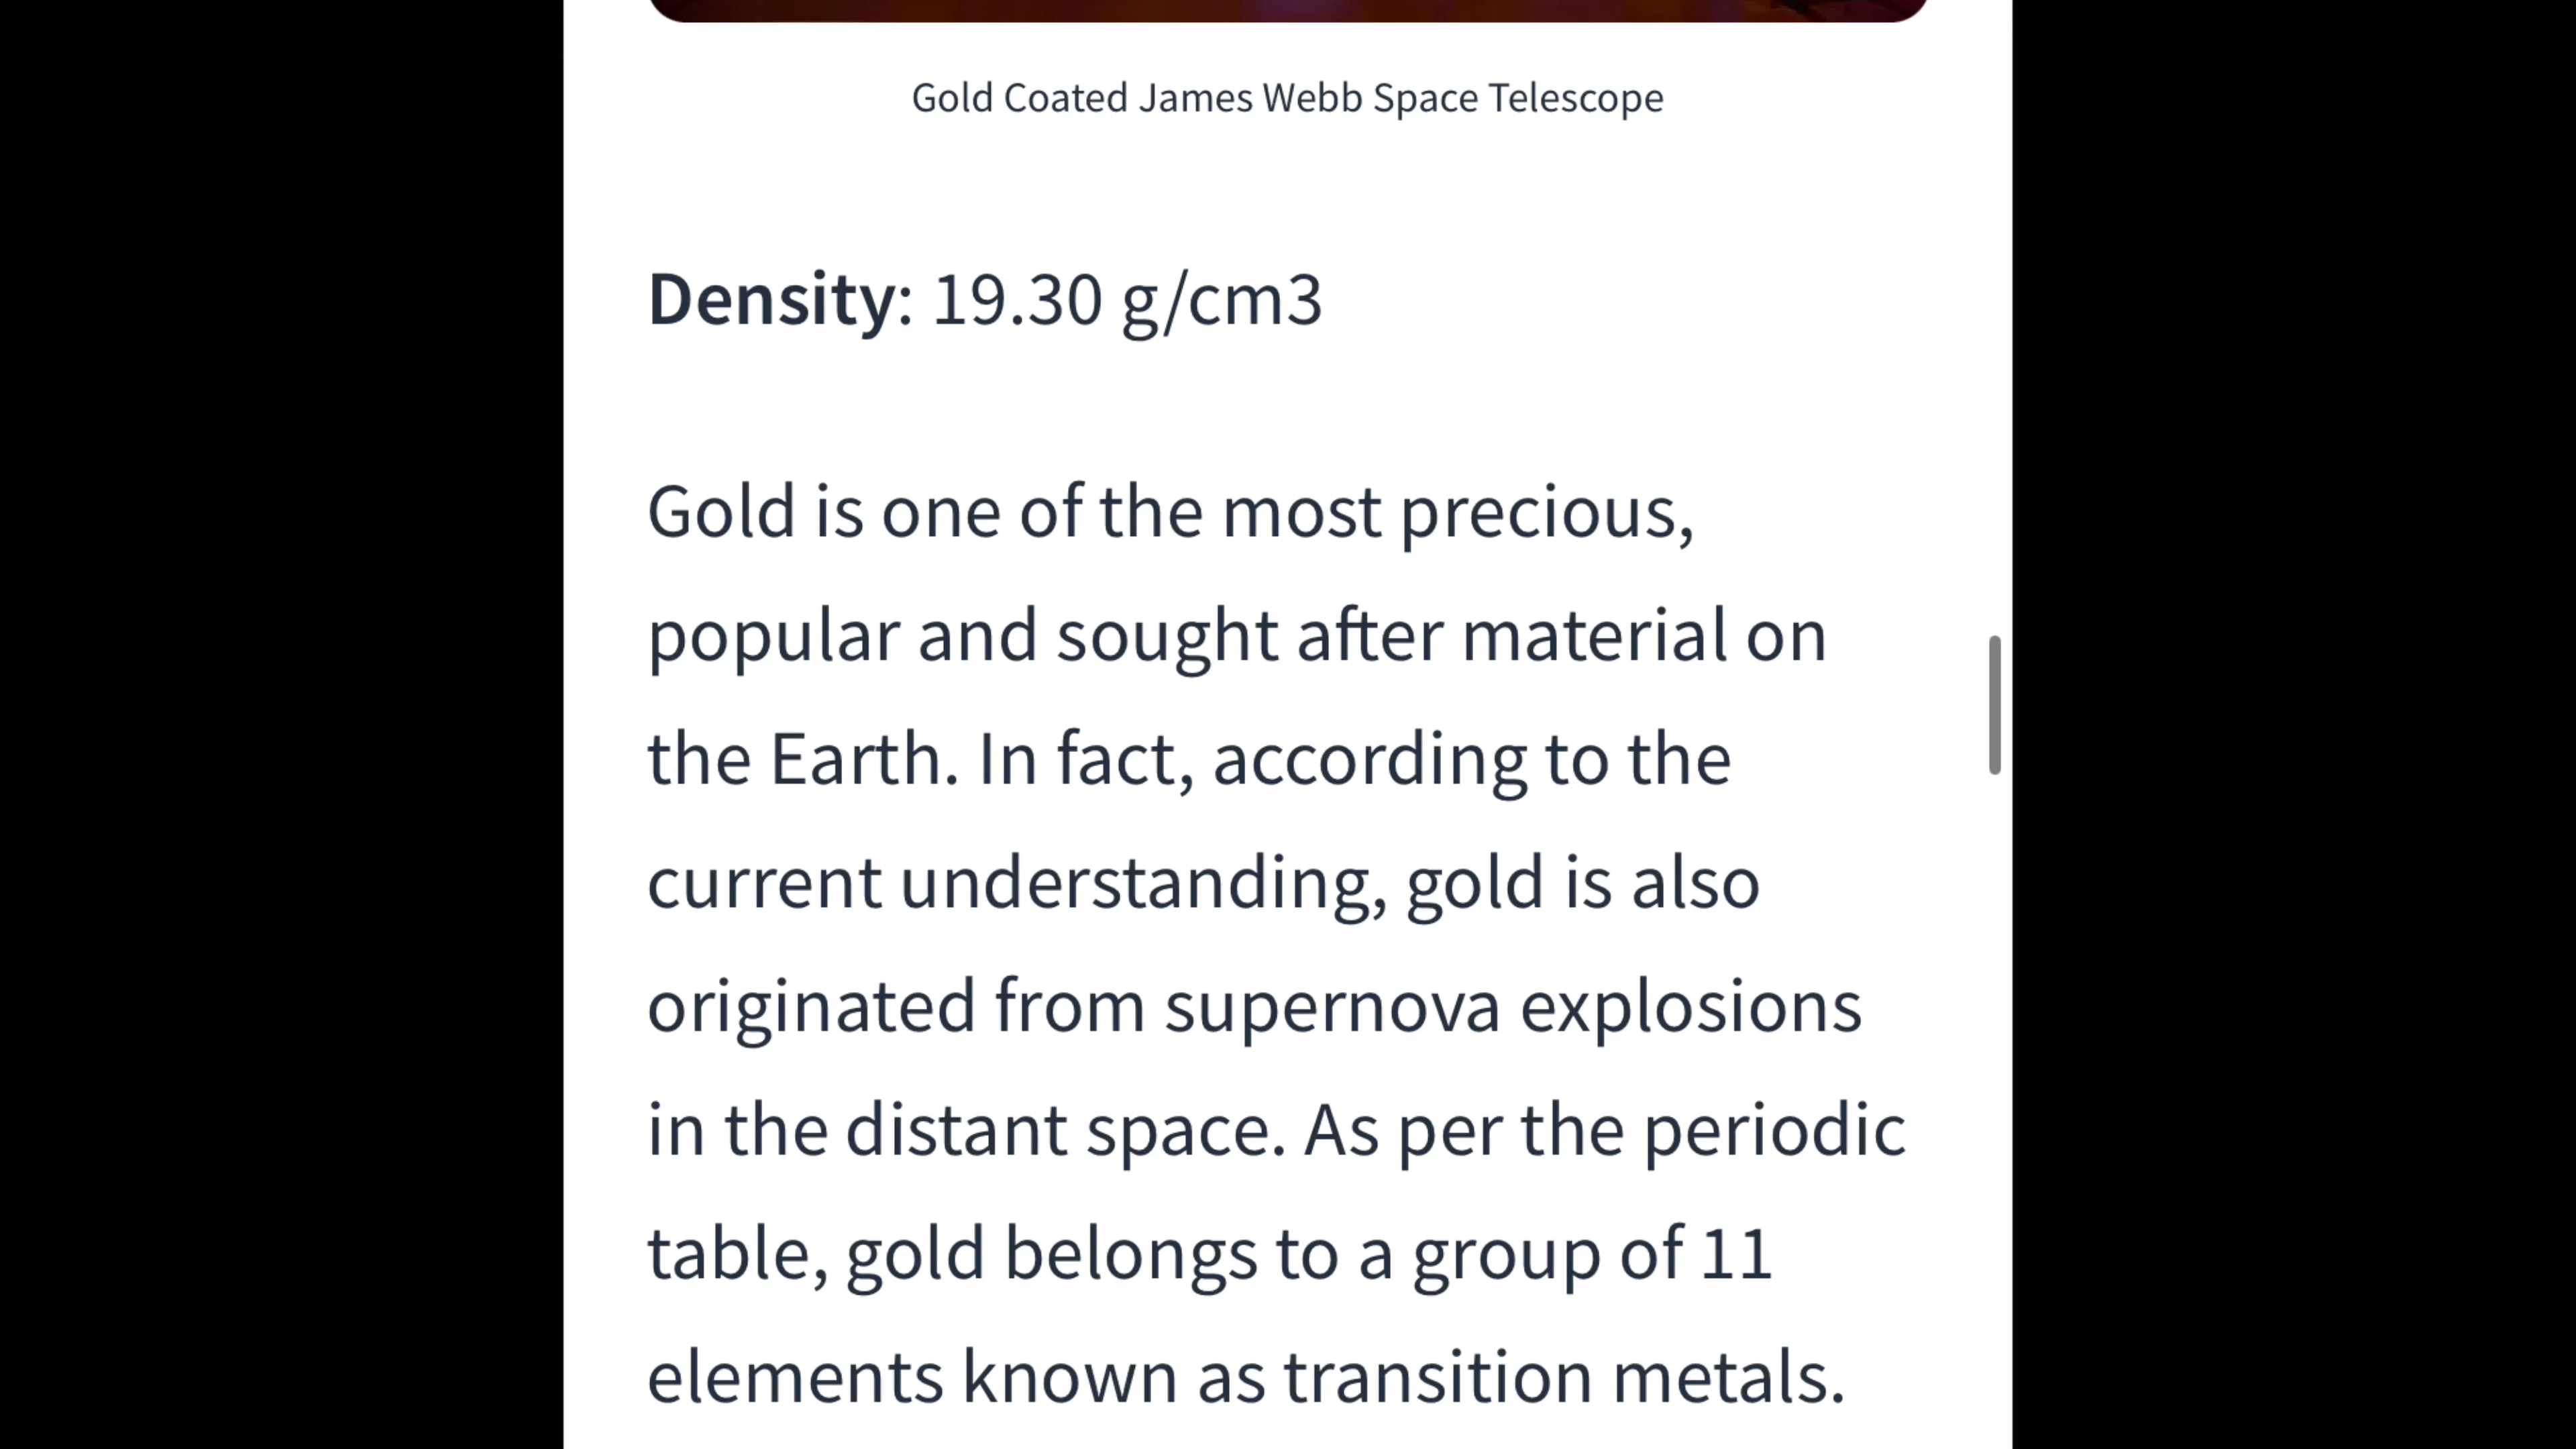 Gold Coated James Webb Space Telescope
Density: 19.30 g/cm3
Gold is one of the most precious,
popular and sought after material on
the Earth. In fact, according to the
current understanding, gold is also
originated from supernova explosions
in the distant space. As per the periodic
table, gold belongs to a group of 11
elements known as transition metals.